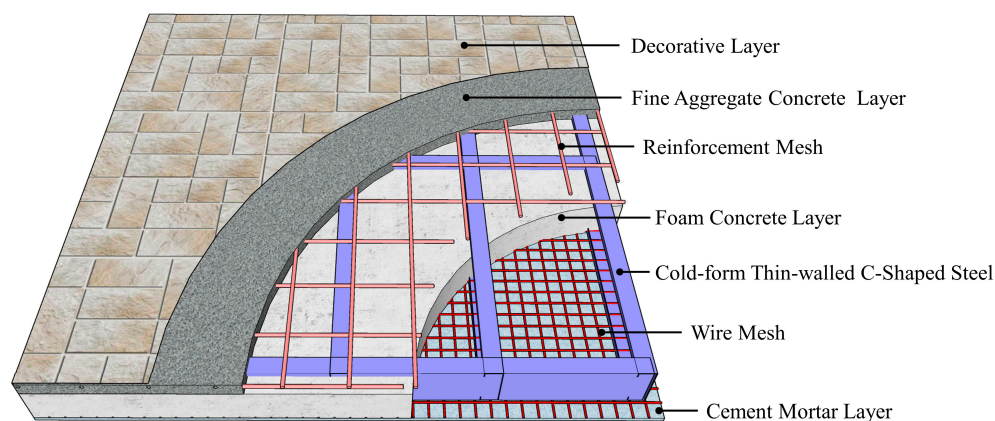 Decorative Layer
Fine Aggregate Concrete Layer
Reinforcement Mesh
Foam Concrete Layer
Cold-form Thin-walled C-Shaped Steel
Wire Mesh
Cement Mortar Layer